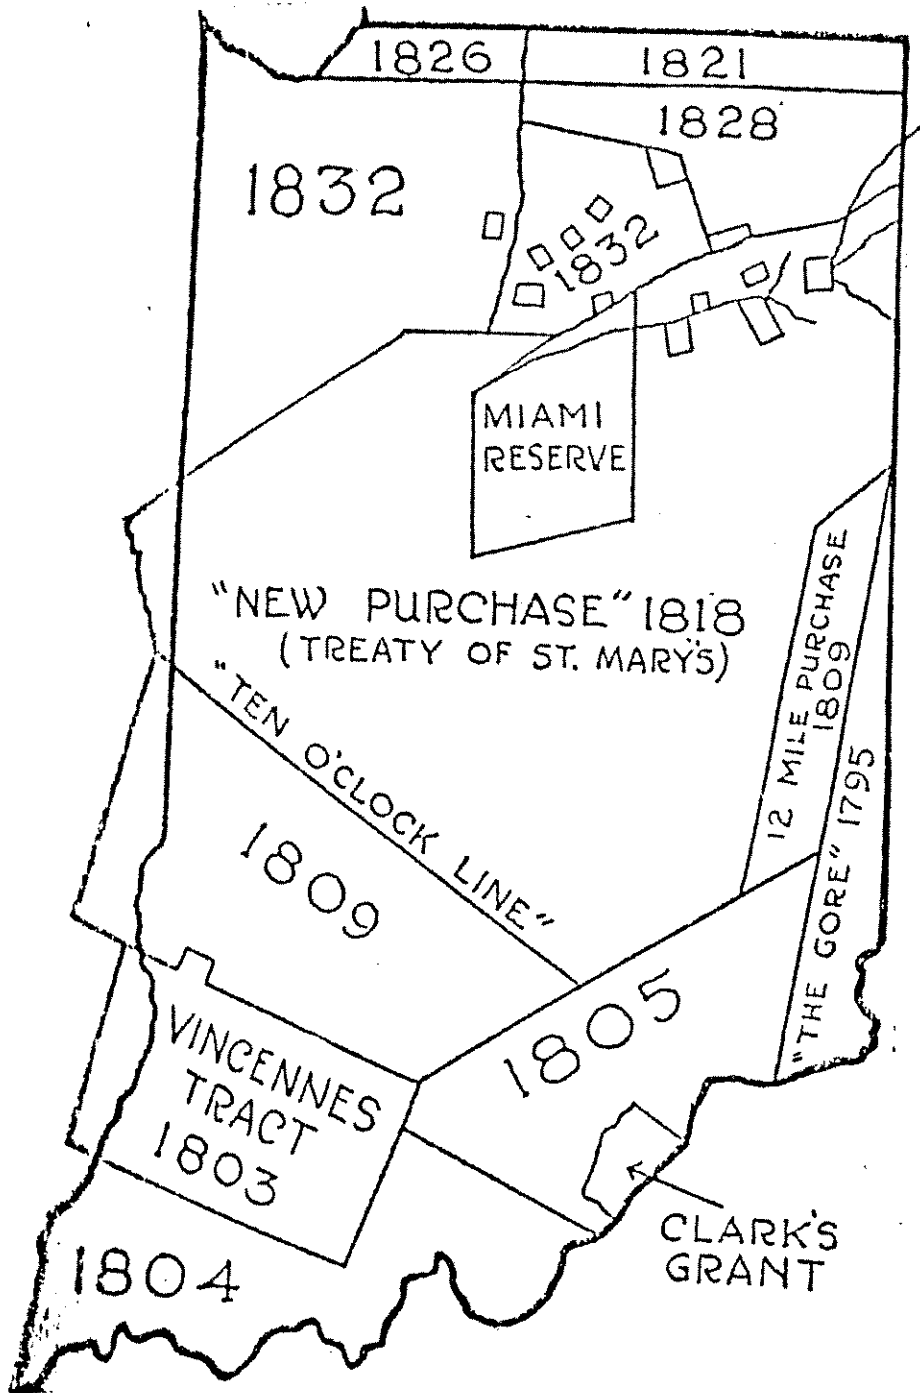 1826
1821
1828
1832
1832
MIAMI
RESERVE
"NEW PURCHASE" 1818
(TREATY OF ST. MARY'S)
12 MILE PURCHASE
1809
"TEN O'CLOCK LINE"
"THE GORE" 1795
1809
1805
VINCENNES
TRACT
1803
CLARK'S
GRANT
1804